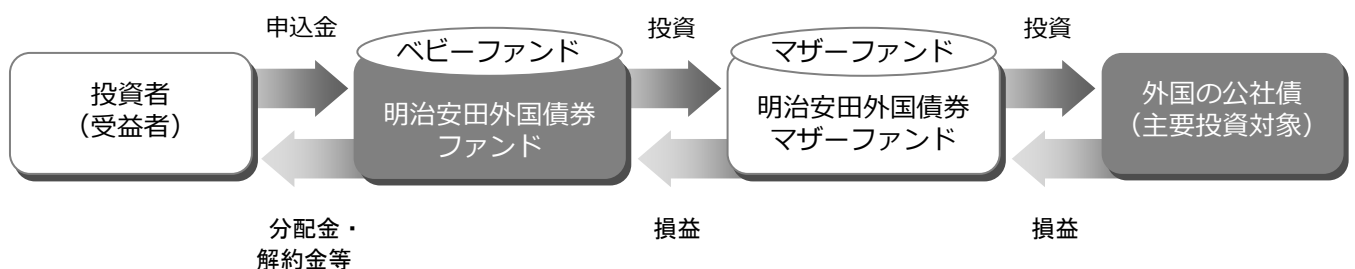 申込金
投資
投資
ベビーファンド
マザーファンド
投資者
（受益者）
明治安田外国債券
ファンド
明治安田外国債券
マザーファンド
外国の公社債
（主要投資対象）
分配金・
解約金等
損益
損益